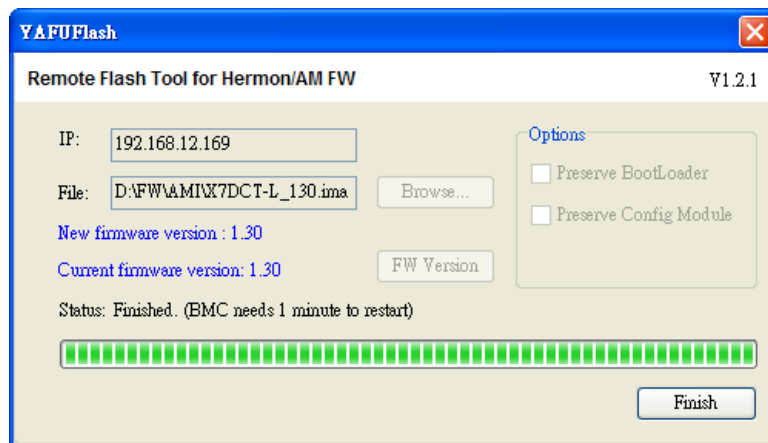 YAFUFlash
Remote Flash Tool for Hermon/AM FW
V1.2.1
IP:
192.168.12.169
File:
D:\FW\AMI\X7DCT-L_130.ima
Browse...
New firmware version : 1.30
Current firmware version: 1.30
FW Version
Options
Preserve BootLoader
Preserve Config Module
Status: Finished. (BMC needs 1 minute to restart)
Finish